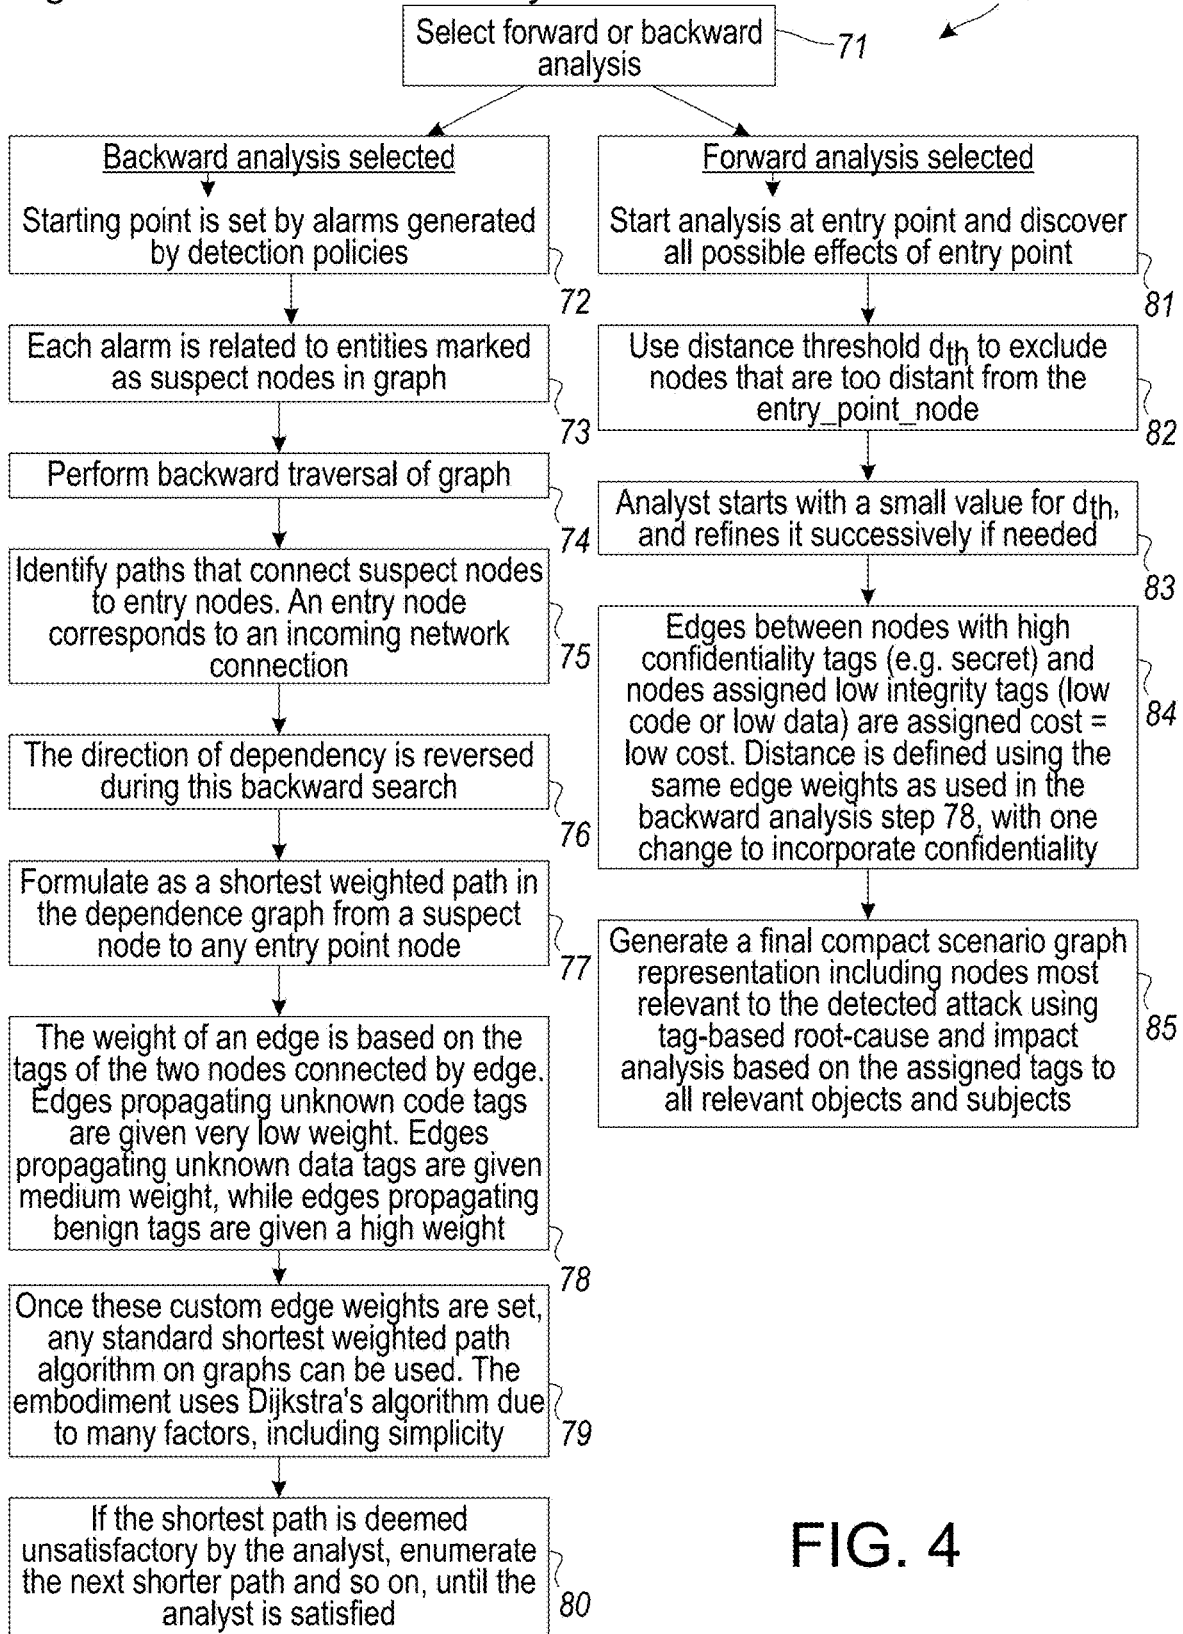 Select forward or backward
analysis
71
Backward analysis selected
Starting point is set by alarms generated
by detection policies
72
Each alarm is related to entities marked
as suspect nodes in graph
73
Perform backward traversal of graph
74
Identify paths that connect suspect nodes
to entry nodes. An entry node
corresponds to an incoming network
connection
75
The direction of dependency is reversed
during this backward search
76
Formulate as a shortest weighted path in
the dependence graph from a suspect
node to any entry point node
77
The weight of an edge is based on the
tags of the two nodes connected by edge.
Edges propagating unknown code tags
are given very low weight. Edges
propagating unknown data tags are given
medium weight, while edges propagating
benign tags are given a high weight
78
Once these custom edge weights are set,
any standard shortest weighted path
algorithm on graphs can be used. The
embodiment uses Dijkstra's algorithm due
to many factors, including simplicity
79
If the shortest path is deemed
unsatisfactory by the analyst, enumerate
the next shorter path and so on, until the
analyst is satisfied
80
Forward analysis selected
Start analysis at entry point and discover
all possible effects of entry point
81
Use distance threshold dth to exclude
nodes that are too distant from the
entry_point_node
82
Analyst starts with a small value for dth,
and refines it successively if needed
83
Edges between nodes with high
confidentiality tags (e.g. secret) and
nodes assigned low integrity tags (low
code or low data) are assigned cost =
low cost. Distance is defined using the
same edge weights as used in the
backward analysis step 78, with one
change to incorporate confidentiality
84
Generate a final compact scenario graph
representation including nodes most
relevant to the detected attack using
tag-based root-cause and impact
analysis based on the assigned tags to
all relevant objects and subjects
85
FIG. 4